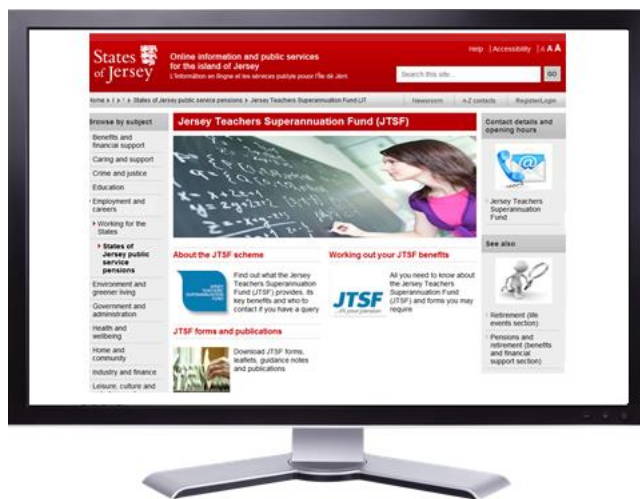 States
of Jersey
Online information and public services
for the island of Jersey
Help | Accessibility | A A A
Search this site...
GO
States of Jersey public service pensions > Jersey Teachers Superannuation Fund (JT
Newsroom
A-Z contacts
Register/Login
Browse by subject
Benefits and
financial support
Caring and support
Crime and justice
Education
Employment and
careers
Working for the
States
States of
Jersey public
service
pensions
Environment and
greener living
Government and
administration
Health and
wellbeing
Home and
community
Industry and finance
Leisure, culture and
Jersey Teachers Superannuation Fund (JTSF)
About the JTSF scheme
JERSEY
TEACHERS
SUPERANNUATION
FUND
Find out what the Jersey
Teachers Superannuation
Fund (JTSF) provides, its
key benefits and who to
contact if you have a query
Working out your JTSF benefits
JTSF
All you need to know about
the Jersey Teachers
Superannuation Fund
(JTSF) and forms you may
require
JTSF forms and publications
Download JTSF forms,
leaflets, guidance notes
and publications
Contact details and
opening hours
Jersey Teachers
Superannuation
Fund
See also
Retirement (life
events section)
Pensions and
retirement (benefits
and financial
support section)